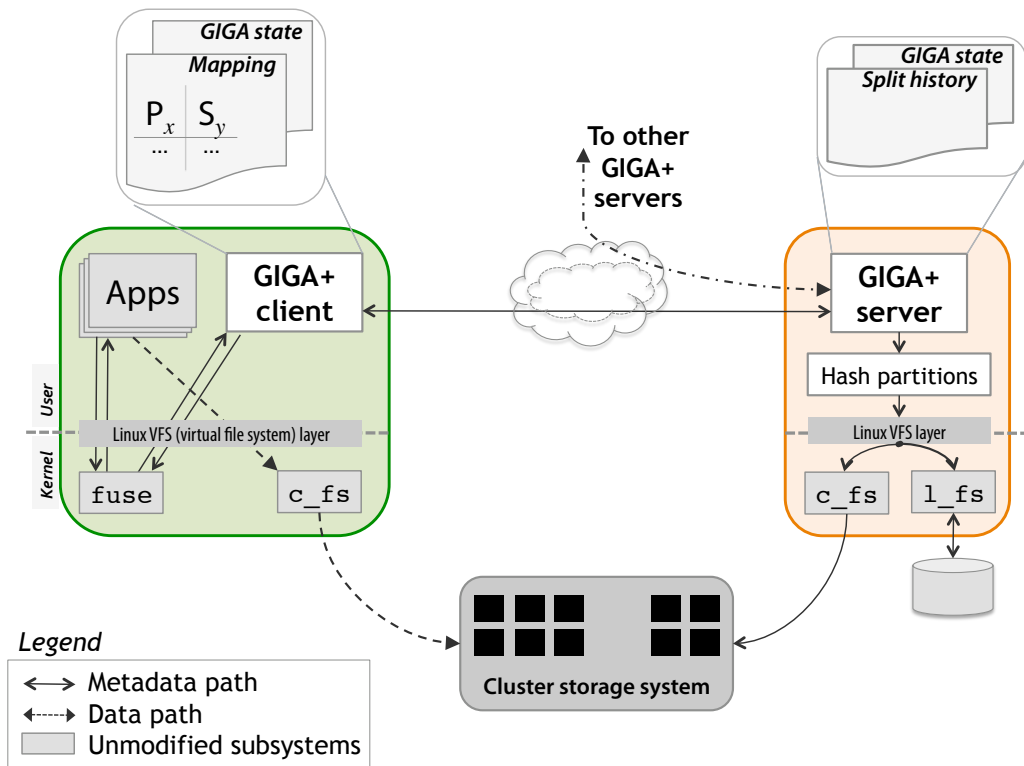 GIGA state
Mapping
P_x S_y
... ...
GIGA state
Split history
To other
GIGA+
servers
Apps
GIGA+
client
GIGA+
server
Hash partitions
User
Kernel
Linux VFS (virtual file system) layer
Linux VFS layer
fuse
c_fs
c_fs
l_fs
Cluster storage system
Legend
Metadata path
Data path
Unmodified subsystems